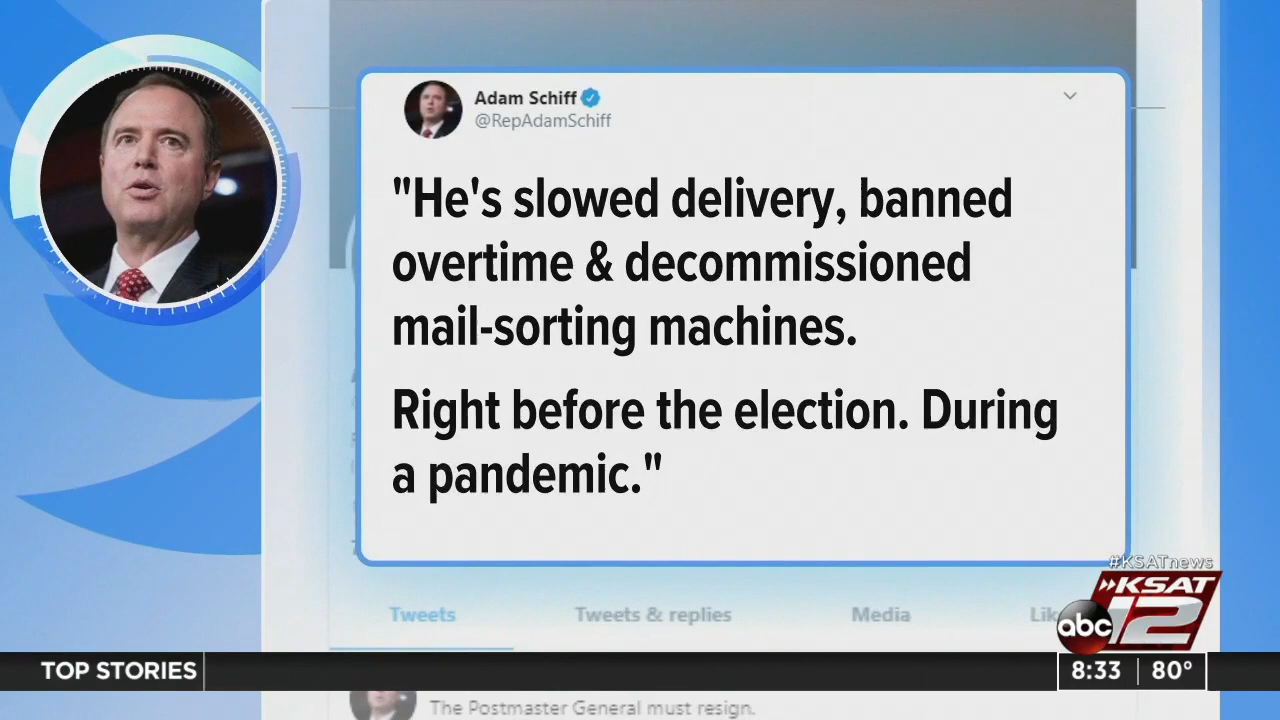 Adam Schiff
@RepAdamSchiff
"He's slowed delivery, banned
overtime & decommissioned
mail-sorting machines.
Right before the election. During
a pandemic."
Tweets Tweets & replies Media
#KSATnews
KSAT
abc 12
TOP STORIES
8:33 80°
The Postmaster General must resign.